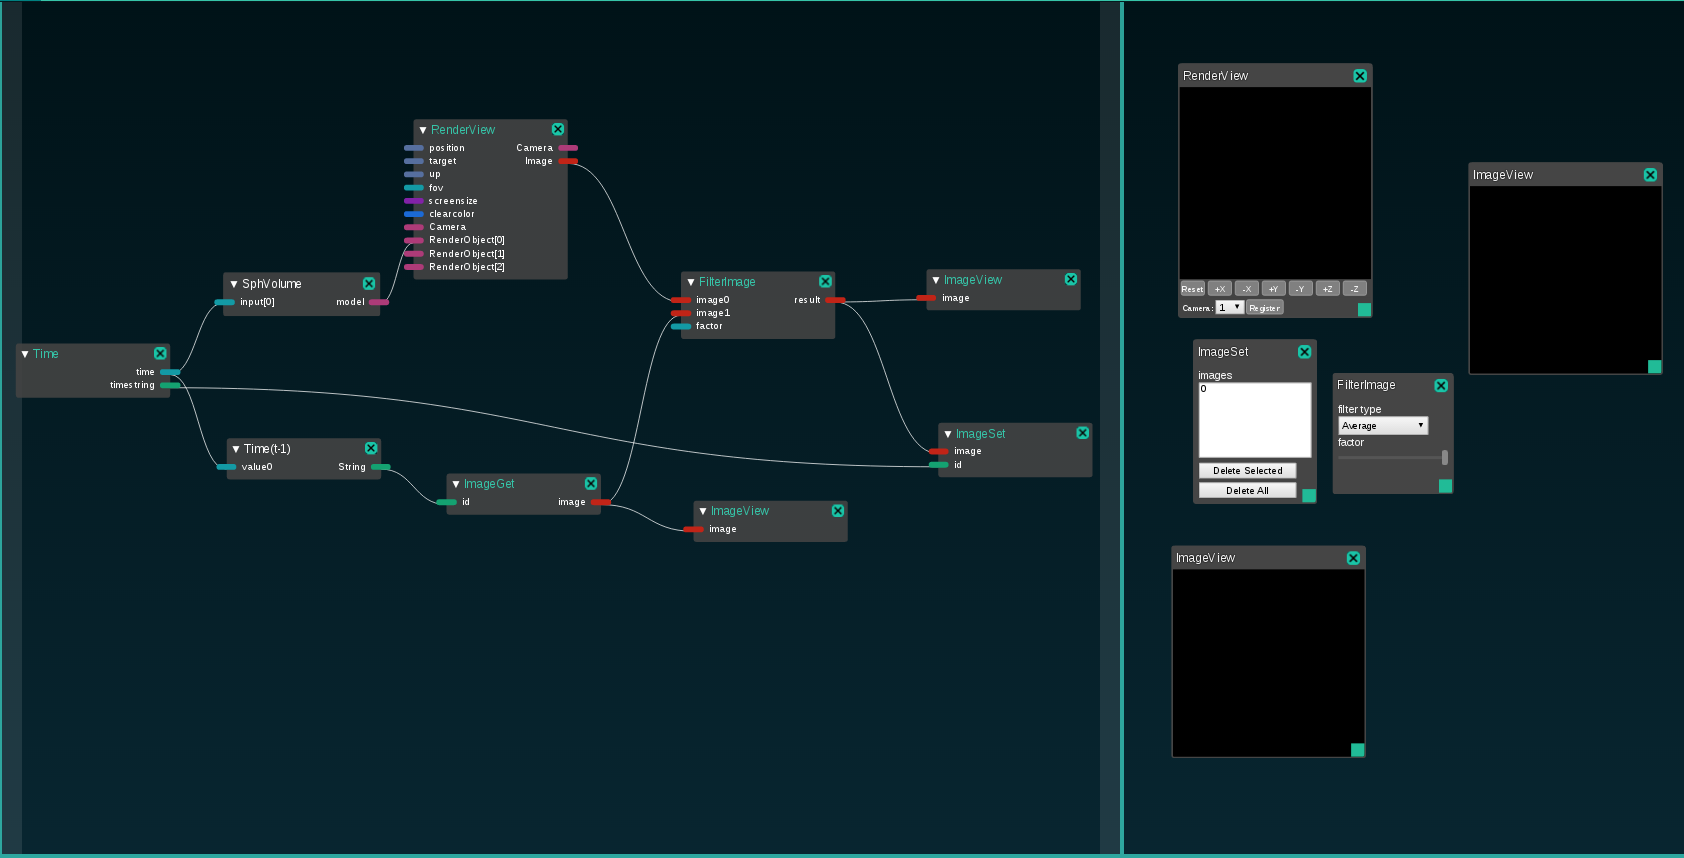 RenderView
position Camera
target Image
up
fov
screensize
clearcolor
Camera
RenderObject[0]
RenderObject[1]
RenderObject[2]
SphVolume
input[0] model
FilterImage
image0 result
image1
factor
ImageView
image
Time
time
timestring
Time(t-1)
value0 String
ImageGet
id image
ImageView
image
ImageSet
image
id
RenderView
Reset +X -X +Y -Y +Z -Z
Camera: 1 Register
ImageView
ImageSet
images
0
Delete Selected
Delete All
FilterImage
filter type
Average
factor
ImageView